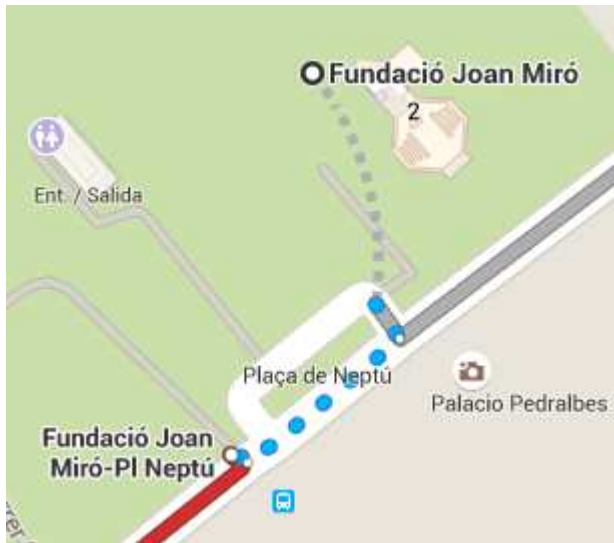 Fundació Joan Miró
2
Ent. / Salida
Plaça de Neptú
Palacio Pedralbes
Fundació Joan
Miró-Pl Neptú